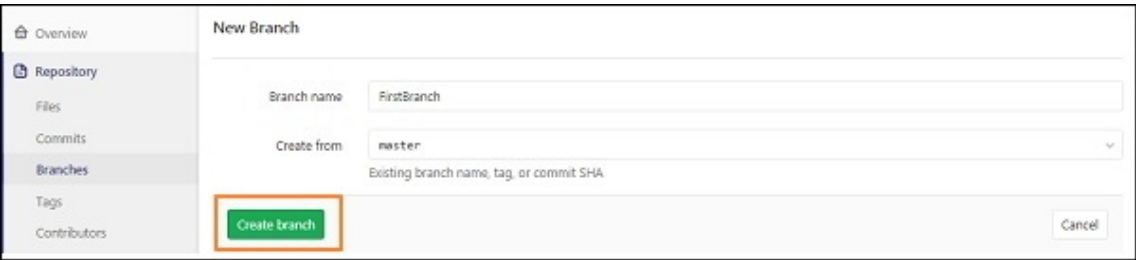 Overview
Repository
Files
Commits
Branches
Tags
Contributors
New Branch
Branch name FirstBranch
Create from master
Existing branch name, tag, or commit SHA
Create branch Cancel